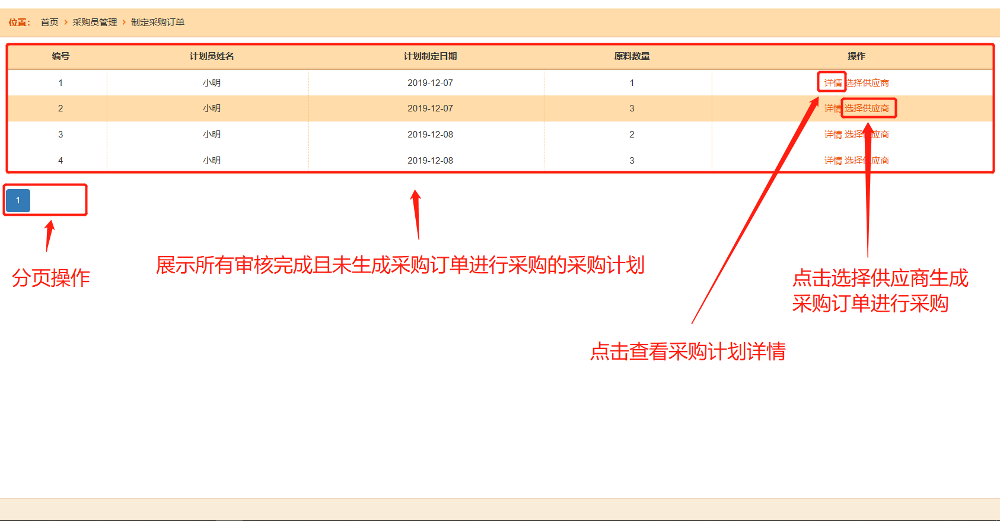 位置： 首页 > 采购员管理 > 制定采购订单
编号 计划员姓名 计划制定日期 原料数量 操作
1 小明 2019-12-07 1 详情 选择供应商
2 小明 2019-12-07 3 详情 选择供应商
3 小明 2019-12-08 2 详情 选择供应商
4 小明 2019-12-08 3 详情 选择供应商
1
分页操作
展示所有审核完成且未生成采购订单进行采购的采购计划
点击选择供应商生成
采购订单进行采购
点击查看采购计划详情